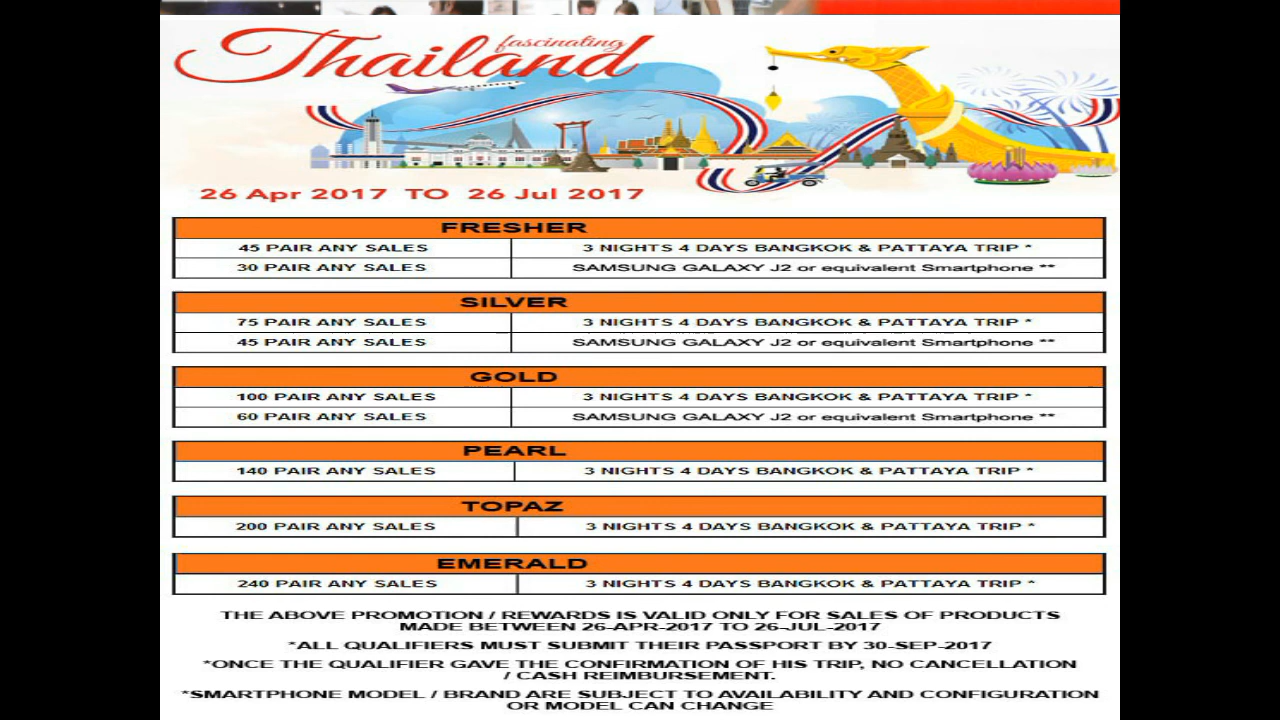 fascinating
Thailand
26 Apr 2017 TO 26 Jul 2017
FRESHER
45 PAIR ANY SALES 3 NIGHTS 4 DAYS BANGKOK & PATTAYA TRIP *
30 PAIR ANY SALES SAMSUNG GALAXY J2 or equivalent Smartphone **
SILVER
75 PAIR ANY SALES 3 NIGHTS 4 DAYS BANGKOK & PATTAYA TRIP *
45 PAIR ANY SALES SAMSUNG GALAXY J2 or equivalent Smartphone **
GOLD
100 PAIR ANY SALES 3 NIGHTS 4 DAYS BANGKOK & PATTAYA TRIP *
60 PAIR ANY SALES SAMSUNG GALAXY J2 or equivalent Smartphone **
PEARL
140 PAIR ANY SALES 3 NIGHTS 4 DAYS BANGKOK & PATTAYA TRIP *
TOPAZ
200 PAIR ANY SALES 3 NIGHTS 4 DAYS BANGKOK & PATTAYA TRIP *
EMERALD
240 PAIR ANY SALES 3 NIGHTS 4 DAYS BANGKOK & PATTAYA TRIP *
THE ABOVE PROMOTION / REWARDS IS VALID ONLY FOR SALES OF PRODUCTS
MADE BETWEEN 26-APR-2017 TO 26-JUL-2017
*ALL QUALIFIERS MUST SUBMIT THEIR PASSPORT BY 30-SEP-2017
*ONCE THE QUALIFIER GAVE THE CONFIRMATION OF HIS TRIP, NO CANCELLATION
/ CASH REIMBURSEMENT.
*SMARTPHONE MODEL / BRAND ARE SUBJECT TO AVAILABILITY AND CONFIGURATION
OR MODEL CAN CHANGE